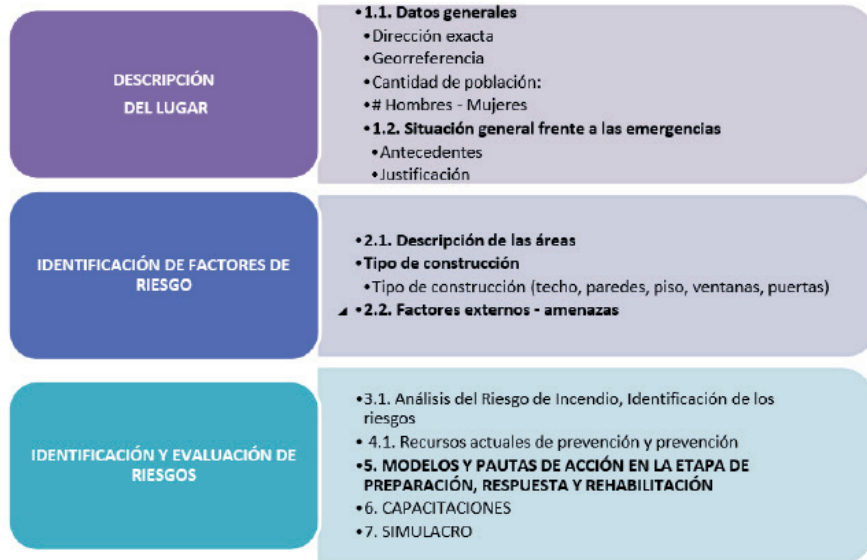 DESCRIPCIÓN
DEL LUGAR
•1.1. Datos generales
•Dirección exacta
•Georreferencia
•Cantidad de población:
•# Hombres - Mujeres
•1.2. Situación general frente a las emergencias
•Antecedentes
•Justificación
IDENTIFICACIÓN DE FACTORES DE
RIESGO
•2.1. Descripción de las áreas
•Tipo de construcción
•Tipo de construcción (techo, paredes, piso, ventanas, puertas)
•2.2. Factores externos - amenazas
IDENTIFICACIÓN Y EVALUACIÓN DE
RIESGOS
•3.1. Análisis del Riesgo de Incendio, Identificación de los
riesgos
• 4.1. Recursos actuales de prevención y prevención
•5. MODELOS Y PAUTAS DE ACCIÓN EN LA ETAPA DE
PREPARACIÓN, RESPUESTA Y REHABILITACIÓN
•6. CAPACITACIONES
•7. SIMULACRO